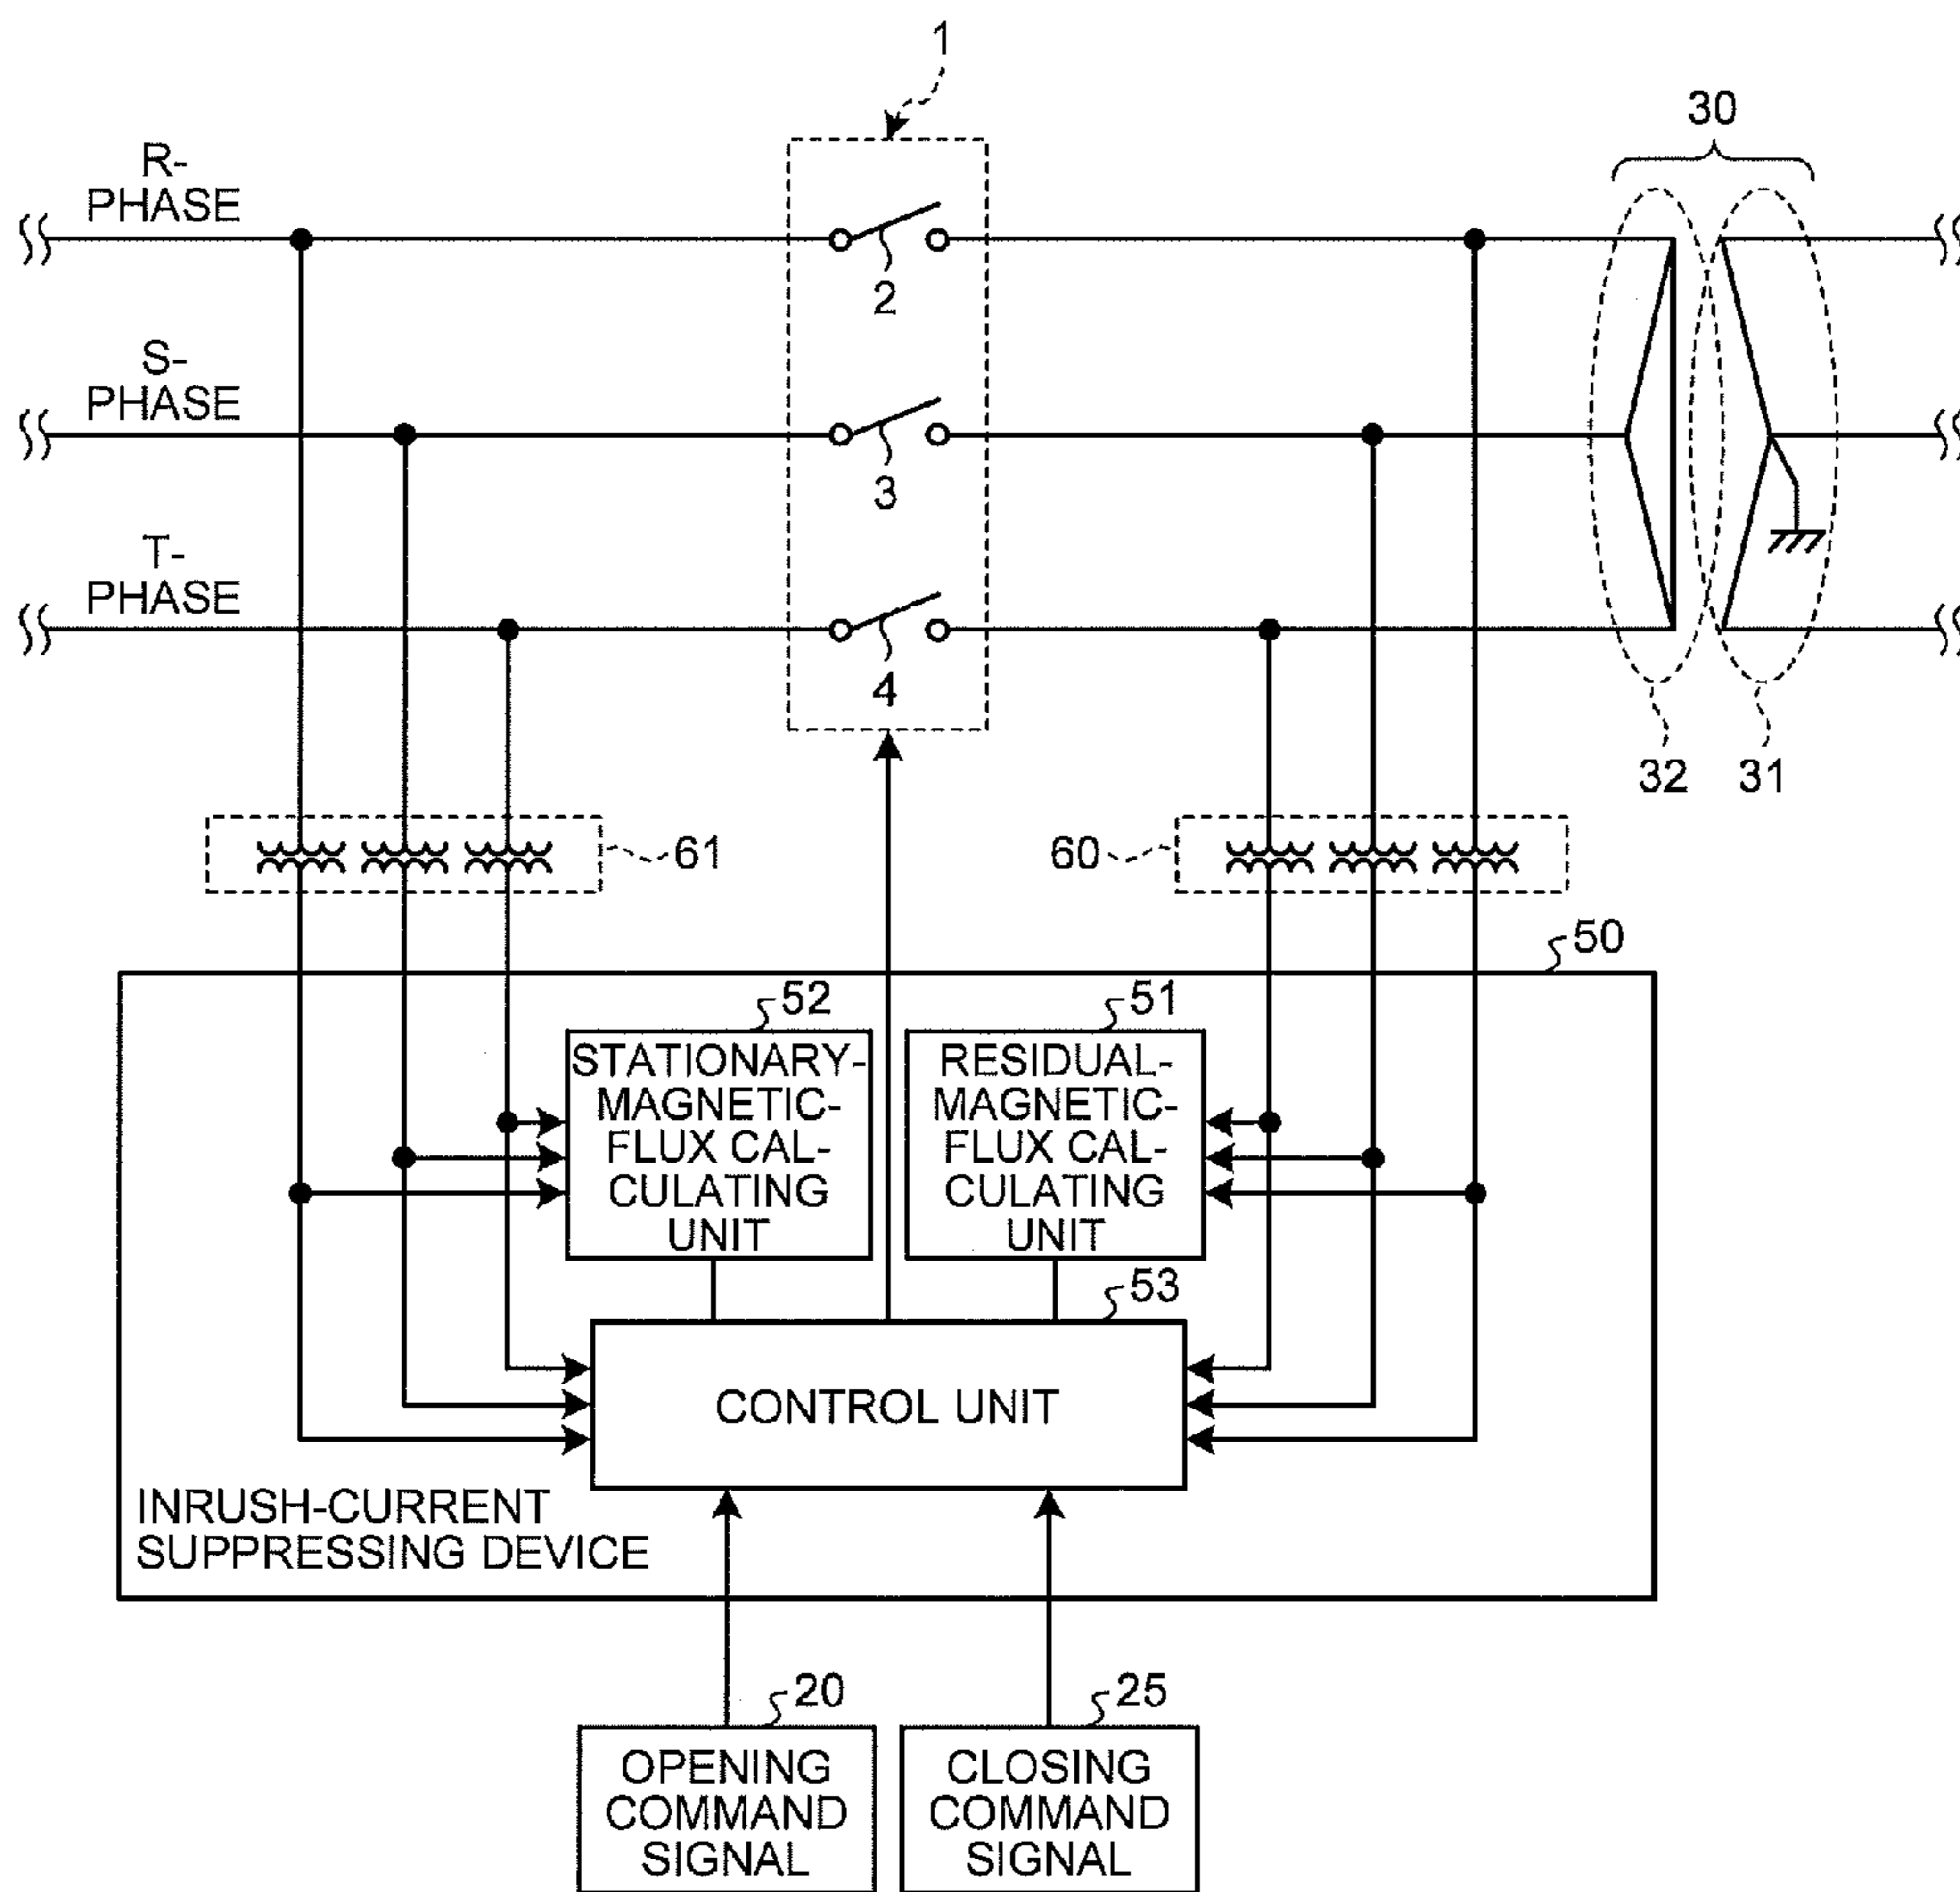 1
30
R-
PHASE
2
S-
PHASE
3
T-
PHASE
4
32
31
61
60
50
52
51
STATIONARY-
MAGNETIC-
FLUX CAL-
CULATING
UNIT
RESIDUAL-
MAGNETIC-
FLUX CAL-
CULATING
UNIT
53
CONTROL UNIT
INRUSH-CURRENT
SUPPRESSING DEVICE
20
25
OPENING
COMMAND
SIGNAL
CLOSING
COMMAND
SIGNAL